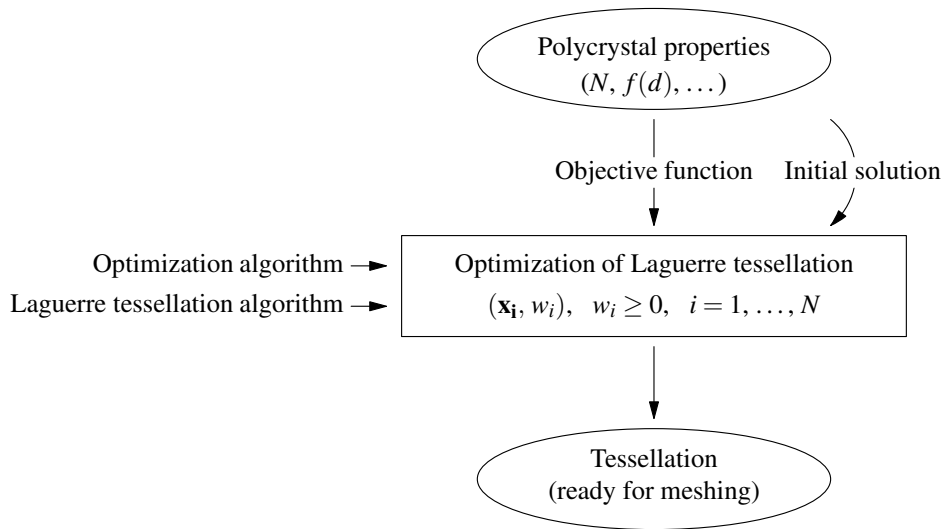 Polycrystal properties
(N, f(d), . . . )
Objective function
Initial solution
Optimization algorithm
Laguerre tessellation algorithm
Optimization of Laguerre tessellation
(x_i, w_i),   w_i ≥ 0,   i = 1, . . . , N
Tessellation
(ready for meshing)